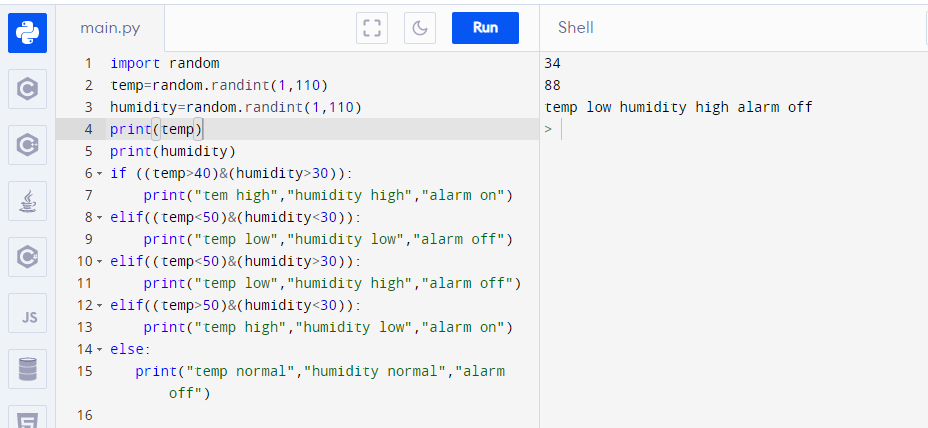 main.py
Run
Shell
1 import random
2 temp=random.randint(1,110)
3 humidity=random.randint(1,110)
4 print(temp)
5 print(humidity)
6 if ((temp>40)&(humidity>30)):
7     print("tem high","humidity high","alarm on")
8 elif((temp<50)&(humidity<30)):
9     print("temp low","humidity low","alarm off")
10 elif((temp<50)&(humidity>30)):
11     print("temp low","humidity high","alarm off")
12 elif((temp>50)&(humidity<30)):
13     print("temp high","humidity low","alarm on")
14 else:
15    print("temp normal","humidity normal","alarm
off")
16
34
88
temp low humidity high alarm off
>
JS